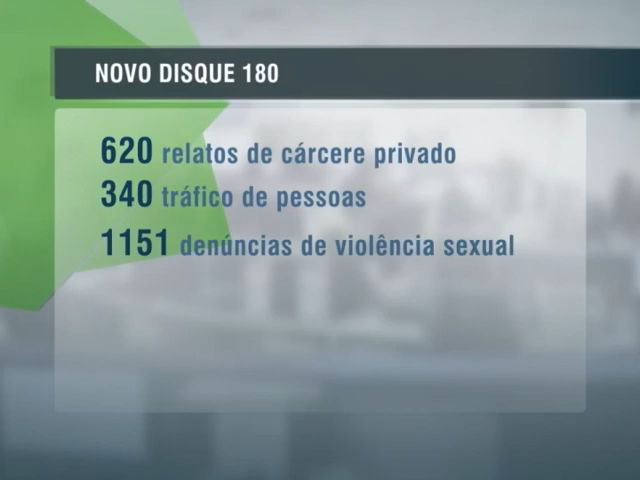 NOVO DISQUE 180
620 relatos de cárcere privado
340 tráfico de pessoas
1151 denúncias de violência sexual